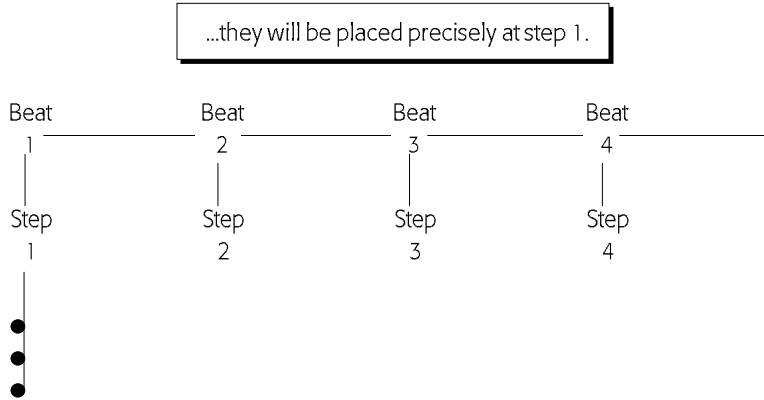 ...they will be placed precisely at step 1.
Beat Beat Beat Beat
1 2 3 4
Step Step Step Step
1 2 3 4